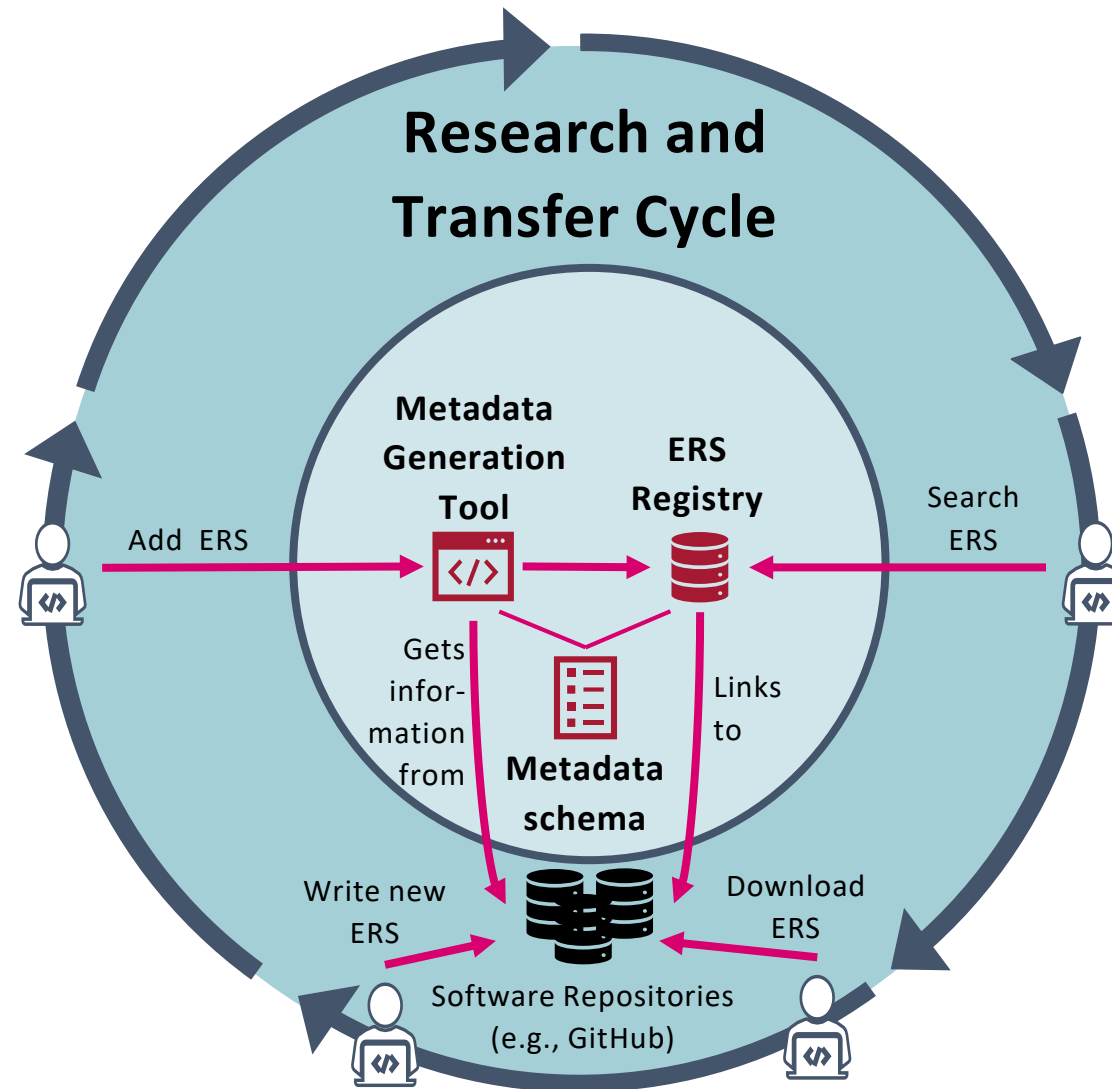 Research and
Transfer Cycle
Metadata
Generation
Tool
ERS
Registry
Search
ERS
Add ERS
</>
</>
</>
Gets
infor-
mation
from
Links
to
Metadata
schema
Write new
ERS
Download
ERS
Software Repositories
(e.g., GitHub)
</>
</>